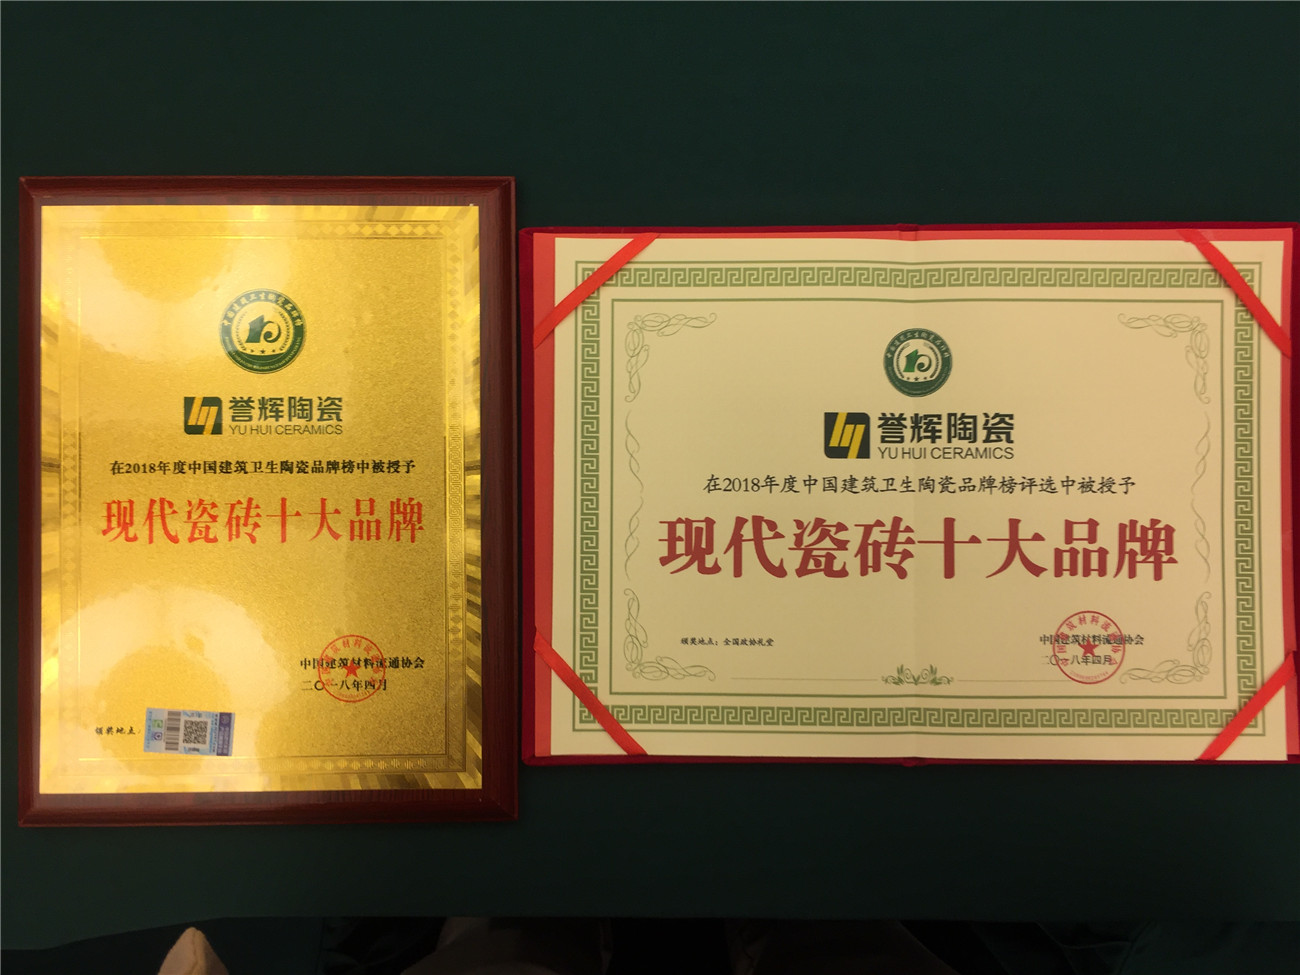 誉辉陶瓷
YU HUI CERAMICS
在2018年度中国建筑卫生陶瓷品牌榜中被授予
现代瓷砖十大品牌
中国建筑材料流通协会
二〇一八年四月
颁奖地点:
誉辉陶瓷
YU HUI CERAMICS
在2018年度中国建筑卫生陶瓷品牌榜评选中被授予
现代瓷砖十大品牌
颁奖地点:全国政协礼堂
中国建筑材料流通协会
二〇一八年四月